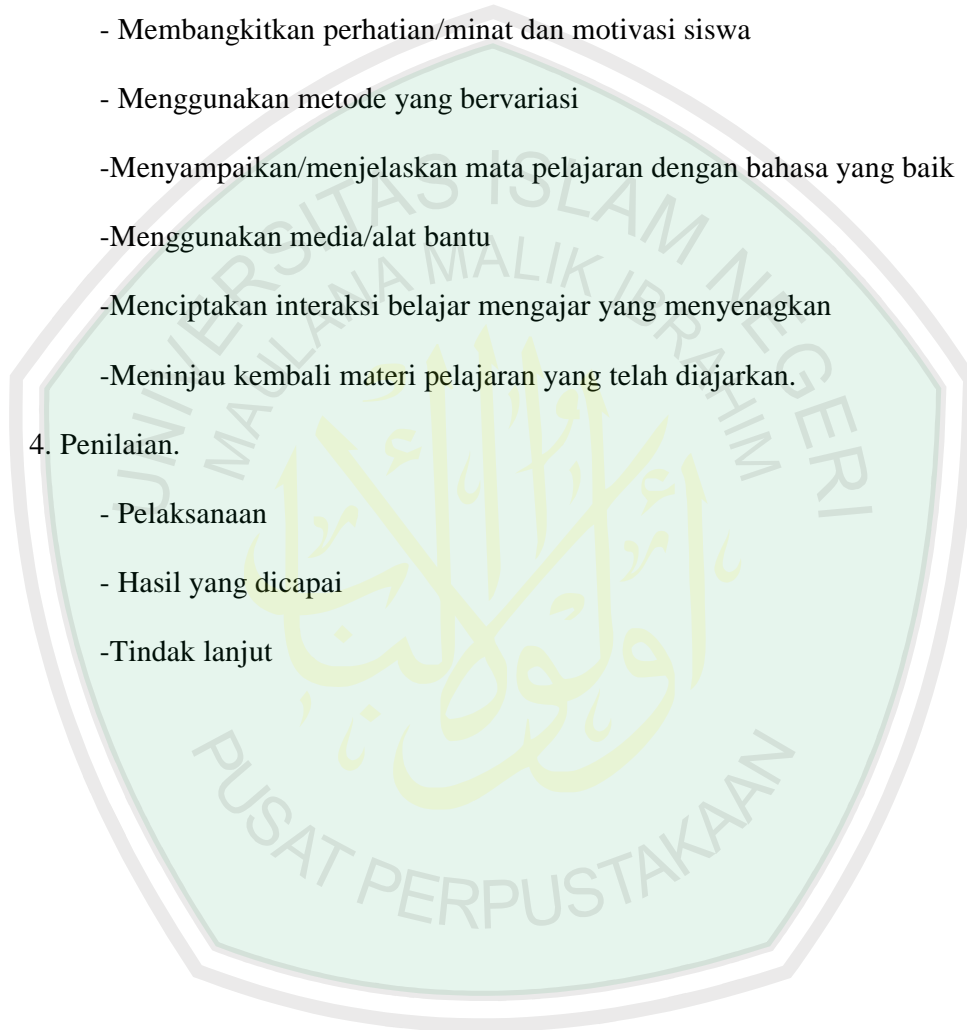 - Membangkitkan perhatian/minat dan motivasi siswa
- Menggunakan metode yang bervariasi
-Menyampaikan/menjelaskan mata pelajaran dengan bahasa yang baik
-Menggunakan media/alat bantu
-Menciptakan interaksi belajar mengajar yang menyenagkan
-Meninjau kembali materi pelajaran yang telah diajarkan.
4. Penilaian.
- Pelaksanaan
- Hasil yang dicapai
-Tindak lanjut
UNIVERSITAS ISLAM NEGERI
MAULANA MALIK IBRAHIM
PUSAT PERPUSTAKAAN